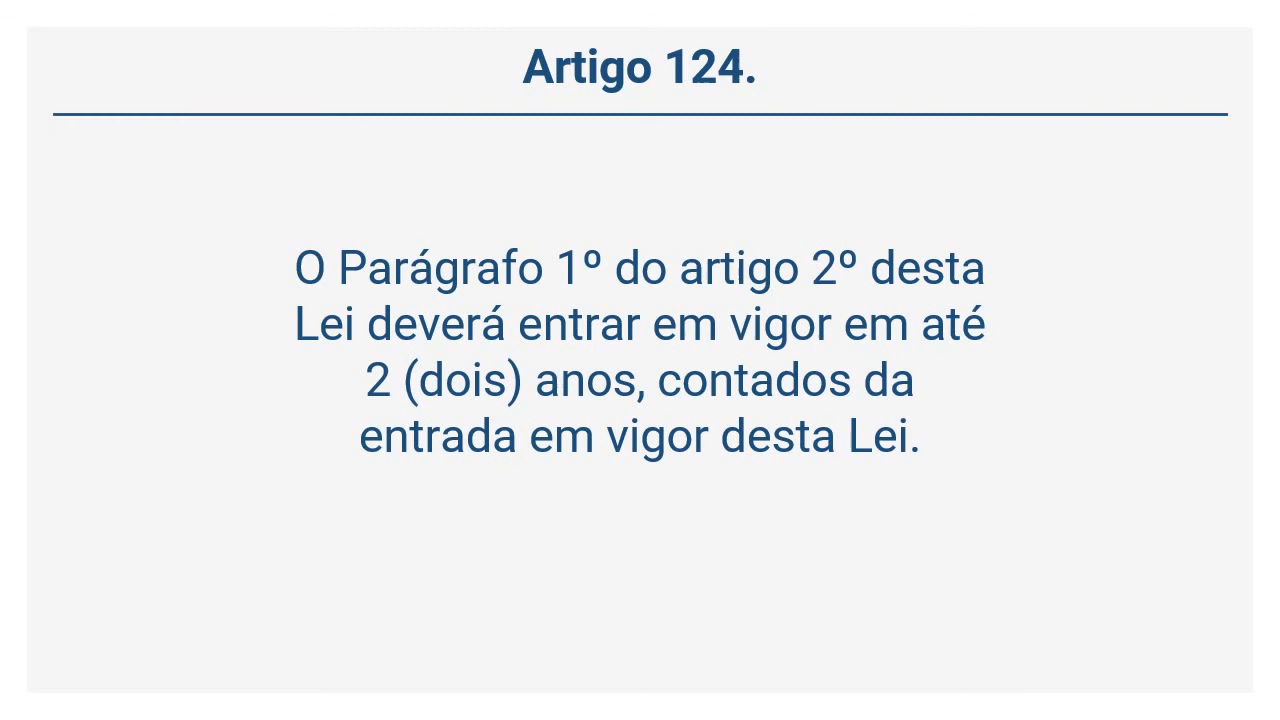 Artigo 124.
O Parágrafo 1º do artigo 2º desta
Lei deverá entrar em vigor em até
2 (dois) anos, contados da
entrada em vigor desta Lei.